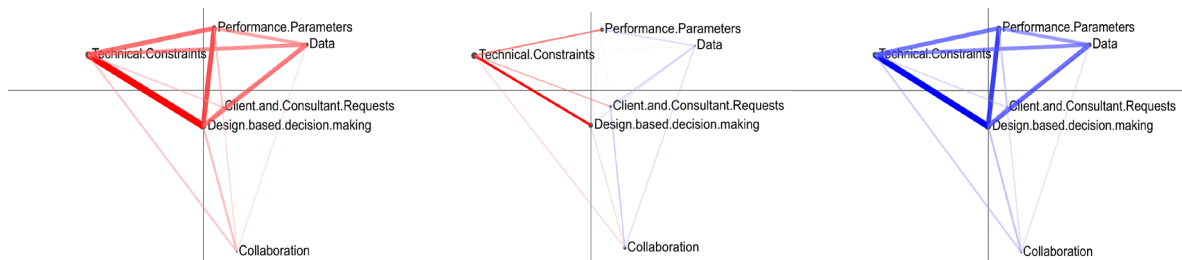 Performance.Parameters
Data
Technical.Constraints
Client.and.Consultant.Requests
Design.based.decision.making
Collaboration
Performance.Parameters
Data
Technical.Constraints
Client.and.Consultant.Requests
Design.based.decision.making
Collaboration
Performance.Parameters
Data
Technical.Constraints
Client.and.Consultant.Requests
Design.based.decision.making
Collaboration